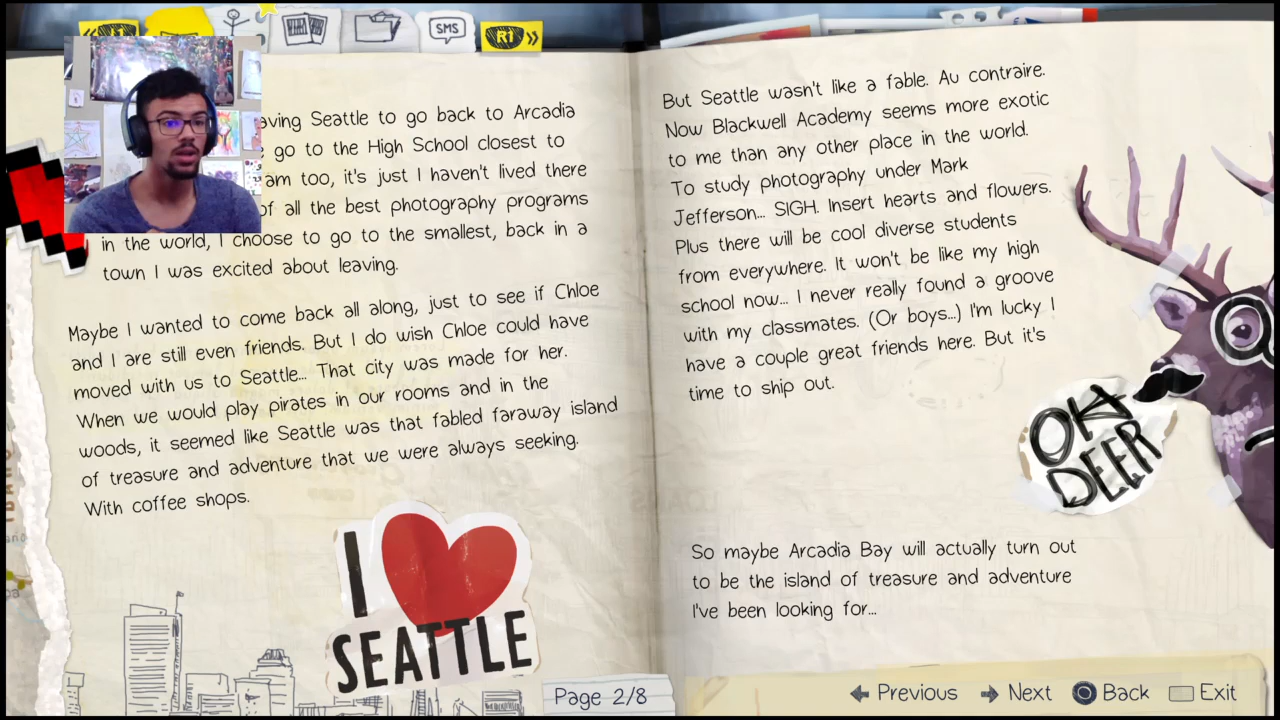 SMS
R1
aving Seattle to go back to Arcadia
go to the High School closest to
am too, it's just I haven't lived there
of all the best photography programs
in the world, I choose to go to the smallest, back in a
town I was excited about leaving.
Maybe I wanted to come back all along, just to see if Chloe
and I are still even friends. But I do wish Chloe could have
moved with us to Seattle... That city was made for her.
When we would play pirates in our rooms and in the
woods, it seemed like Seattle was that fabled faraway island
of treasure and adventure that we were always seeking.
With coffee shops.
I
SEATTLE
But Seattle wasn't like a fable. Au contraire.
Now Blackwell Academy seems more exotic
to me than any other place in the world.
To study photography under Mark
Jefferson... SIGH. Insert hearts and flowers.
Plus there will be cool diverse students
from everywhere. It won't be like my high
school now... I never really found a groove
with my classmates. (Or boys...) I'm lucky I
have a couple great friends here. But it's
time to ship out.
OH
DEER
So maybe Arcadia Bay will actually turn out
to be the island of treasure and adventure
I've been looking for...
Page 2/8
Previous
Next
Back
Exit